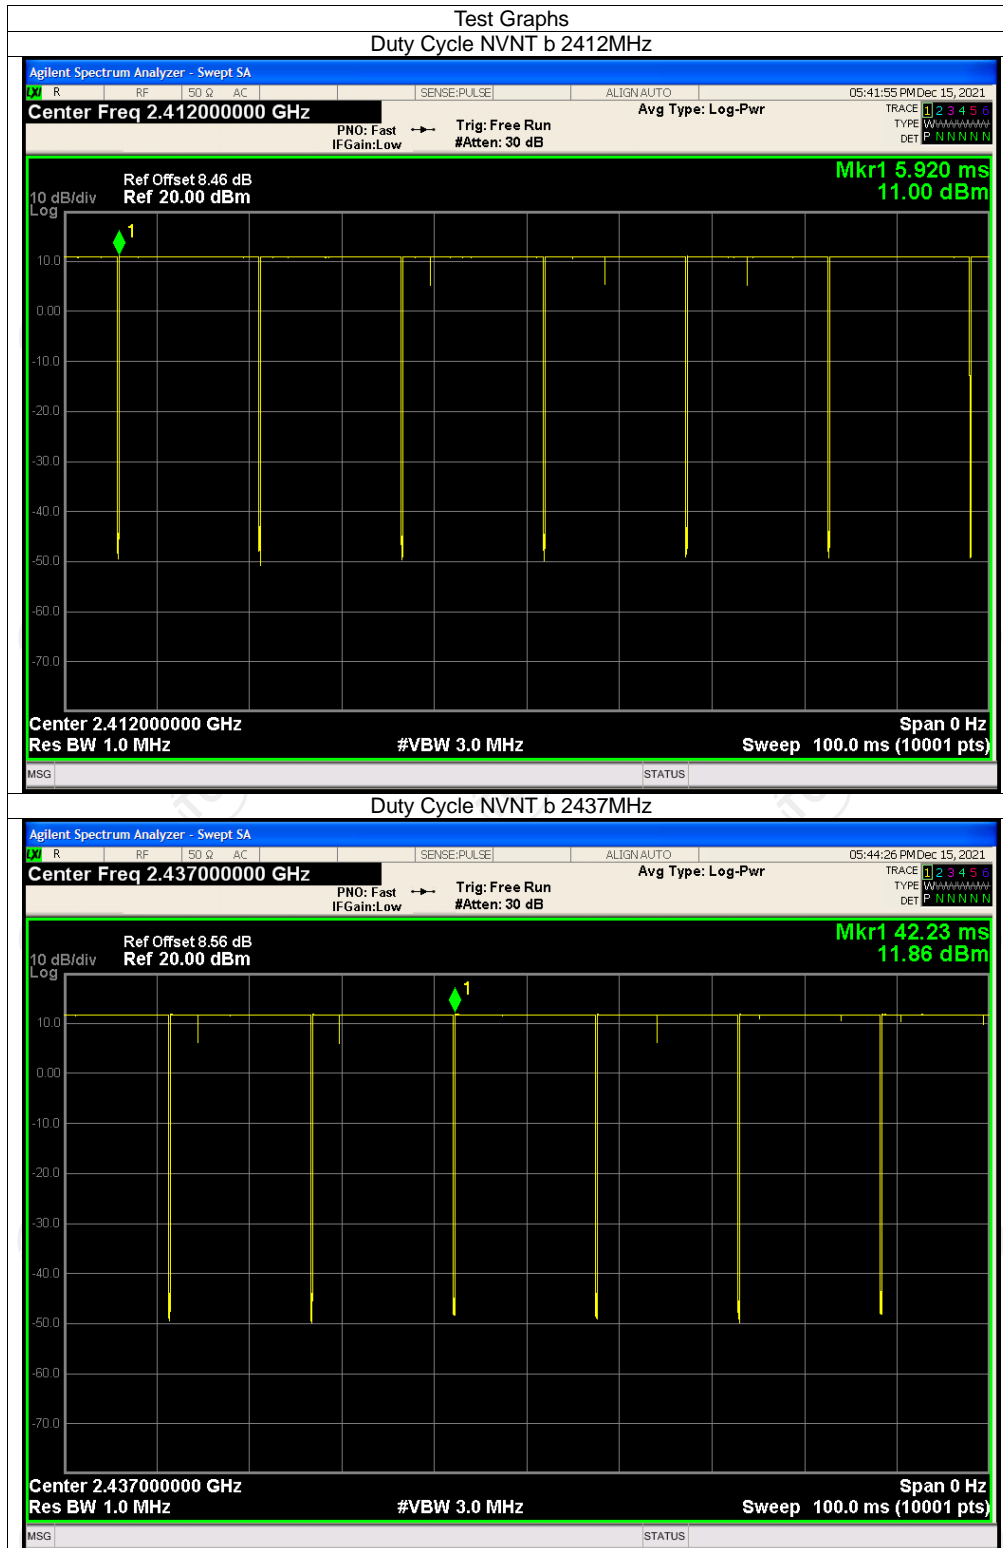 Test Graphs
Duty Cycle NVNT b 2412MHz
Agilent Spectrum Analyzer - Swept SA
LXI R RF 50 Ω AC SENSE:PULSE ALIGN AUTO 05:41:55 PM Dec 15, 2021
Center Freq 2.412000000 GHz Avg Type: Log-Pwr TRACE 1 2 3 4 5 6
PNO: Fast Trig: Free Run TYPE WWWWWW
IFGain:Low #Atten: 30 dB DET P N N N N N
Mkr1 5.920 ms
Ref Offset 8.46 dB 11.00 dBm
10 dB/div Ref 20.00 dBm
Log
1
10.0
0.00
-10.0
-20.0
-30.0
-40.0
-50.0
-60.0
-70.0
Center 2.412000000 GHz Span 0 Hz
Res BW 1.0 MHz #VBW 3.0 MHz Sweep 100.0 ms (10001 pts)
MSG STATUS
Duty Cycle NVNT b 2437MHz
Agilent Spectrum Analyzer - Swept SA
LXI R RF 50 Ω AC SENSE:PULSE ALIGN AUTO 05:44:26 PM Dec 15, 2021
Center Freq 2.437000000 GHz Avg Type: Log-Pwr TRACE 1 2 3 4 5 6
PNO: Fast Trig: Free Run TYPE WWWWWW
IFGain:Low #Atten: 30 dB DET P N N N N N
Mkr1 42.23 ms
Ref Offset 8.56 dB 11.86 dBm
10 dB/div Ref 20.00 dBm
Log
1
10.0
0.00
-10.0
-20.0
-30.0
-40.0
-50.0
-60.0
-70.0
Center 2.437000000 GHz Span 0 Hz
Res BW 1.0 MHz #VBW 3.0 MHz Sweep 100.0 ms (10001 pts)
MSG STATUS